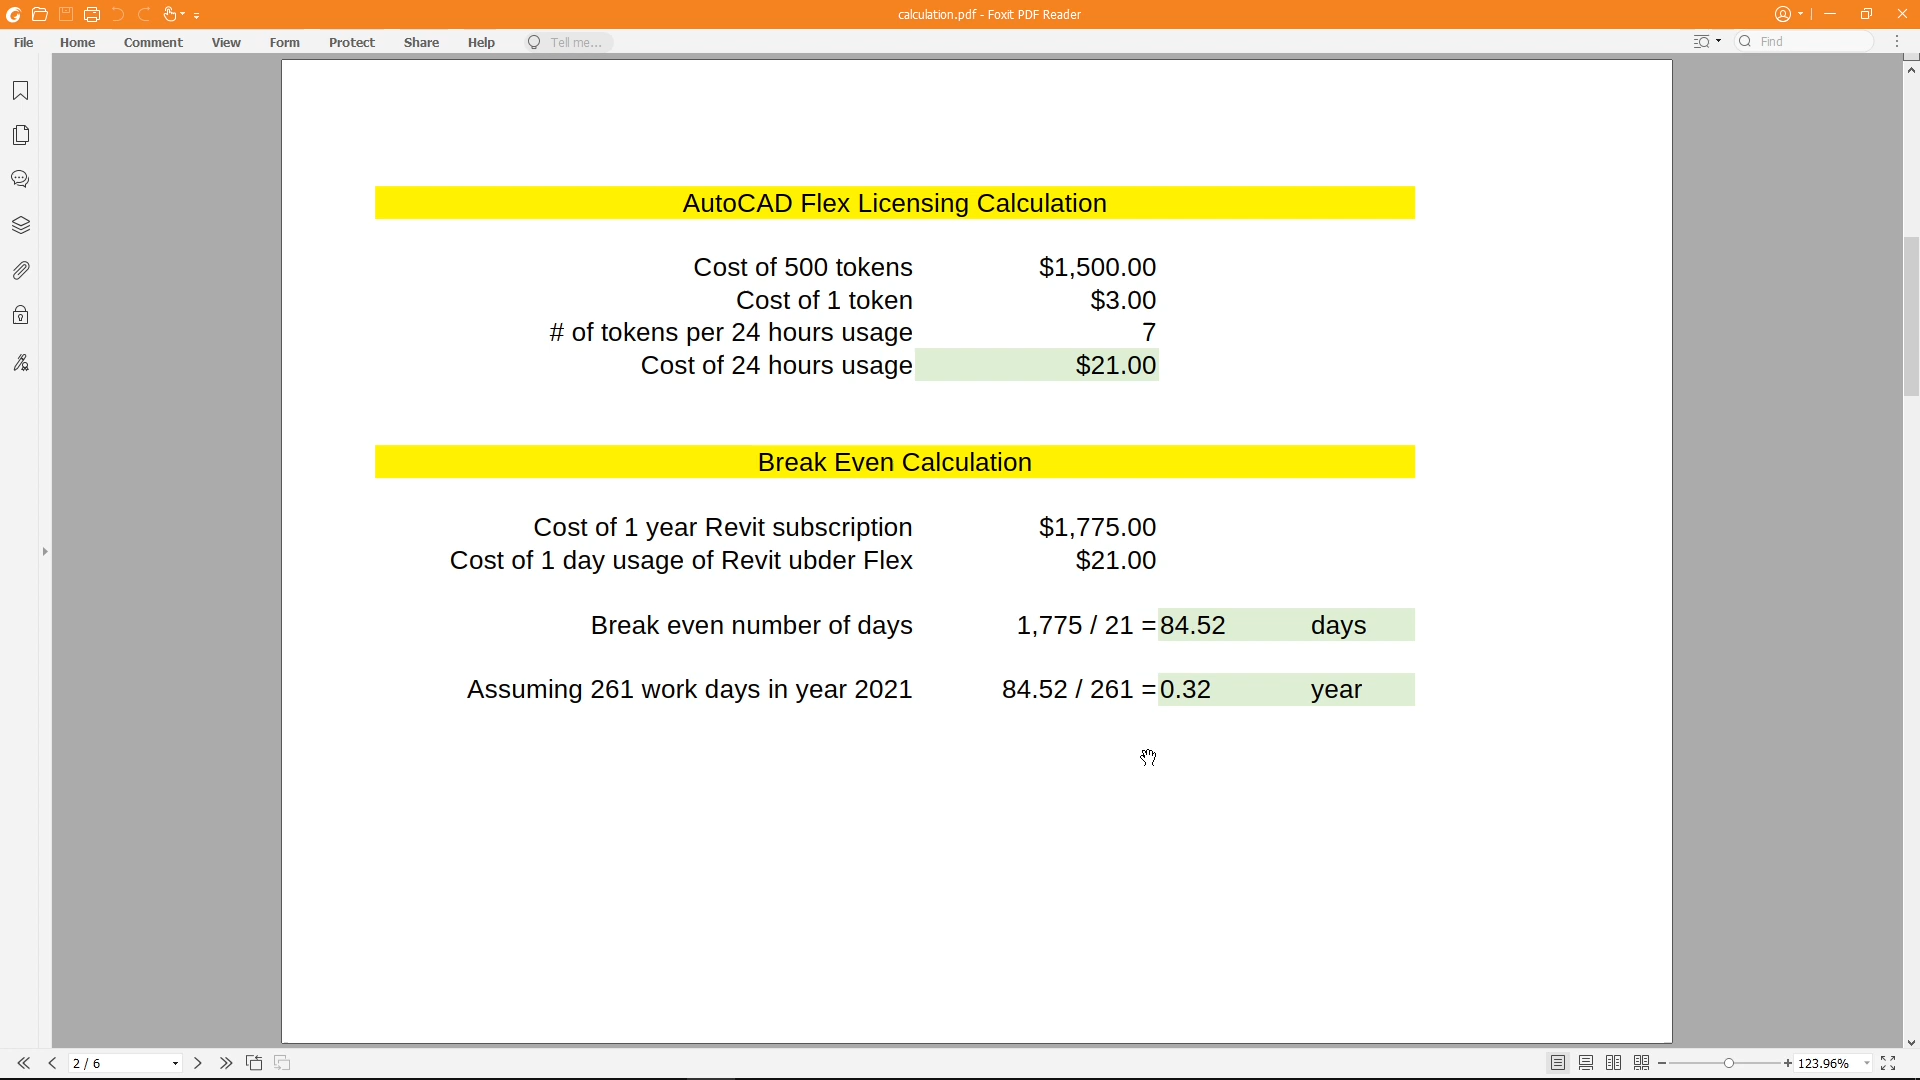 calculation.pdf - Foxit PDF Reader
File Home Comment View Form Protect Share Help Tell me... Find
AutoCAD Flex Licensing Calculation
Cost of 500 tokens $1,500.00
Cost of 1 token $3.00
# of tokens per 24 hours usage 7
Cost of 24 hours usage $21.00
Break Even Calculation
Cost of 1 year Revit subscription $1,775.00
Cost of 1 day usage of Revit ubder Flex $21.00
Break even number of days 1,775 / 21 = 84.52 days
Assuming 261 work days in year 2021 84.52 / 261 = 0.32 year
2 / 6 123.96%